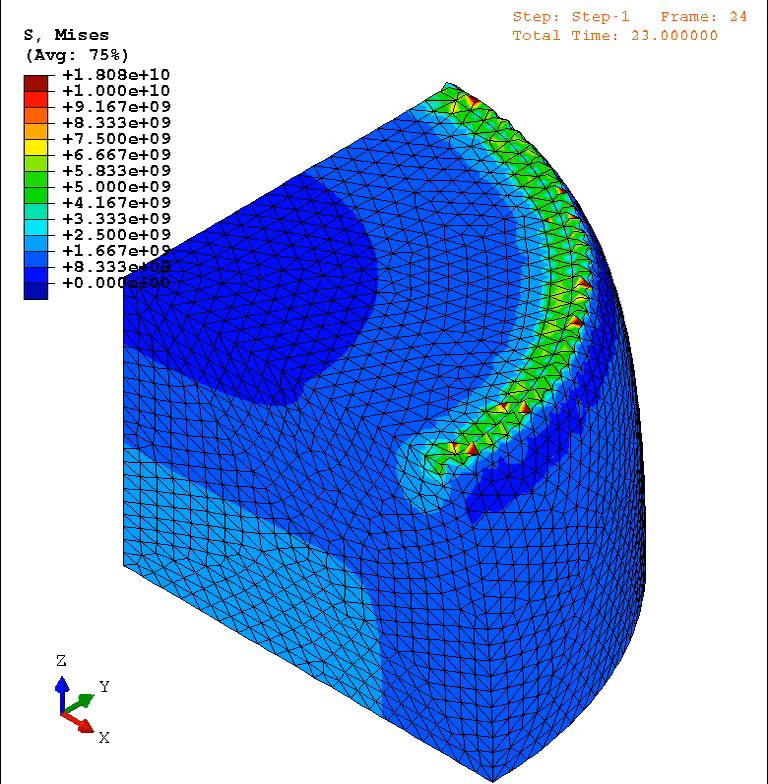 Step: Step-1 Frame: 24
Total Time: 23.000000
S, Mises
(Avg: 75%)
+1.808e+10
+1.000e+10
+9.167e+09
+8.333e+09
+7.500e+09
+6.667e+09
+5.833e+09
+5.000e+09
+4.167e+09
+3.333e+09
+2.500e+09
+1.667e+09
+8.333e+08
+0.000e+00
Z
Y
X